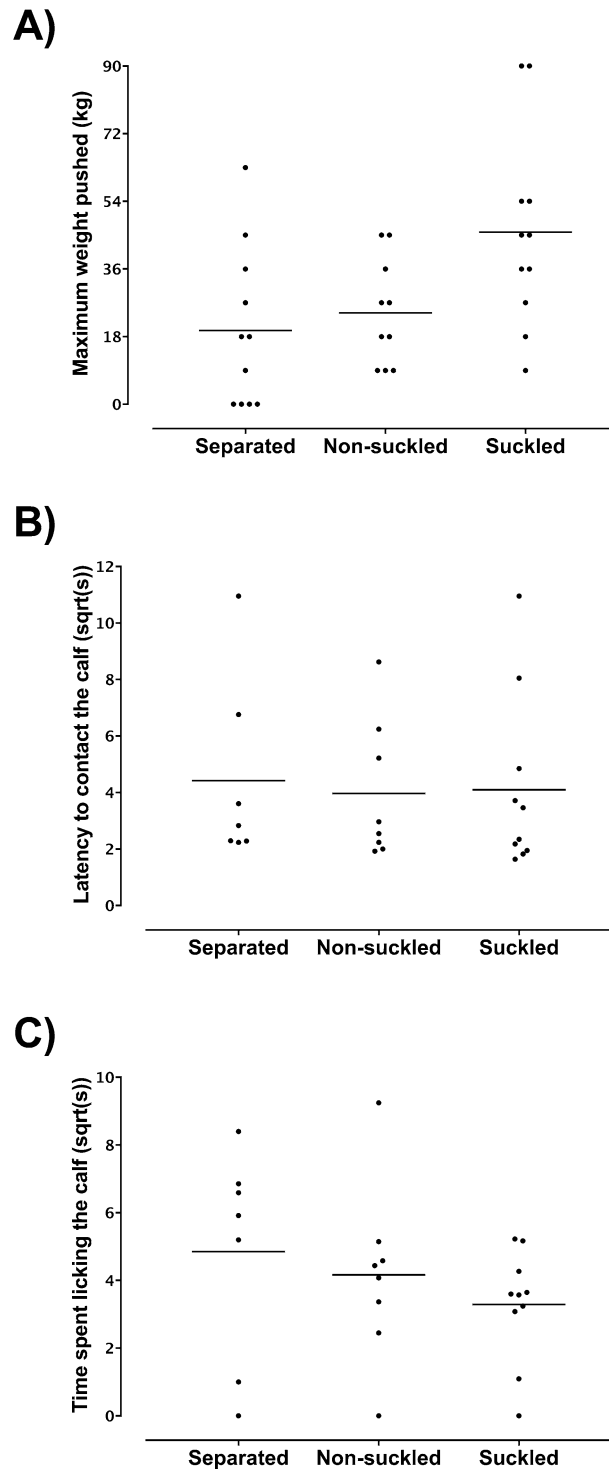 A)
Maximum weight pushed (kg)
90
72
54
36
18
0
Separated Non-suckled Suckled
B)
Latency to contact the calf (sqrt(s))
12
10
8
6
4
2
0
Separated Non-suckled Suckled
C)
Time spent licking the calf (sqrt(s))
10
8
6
4
2
0
Separated Non-suckled Suckled